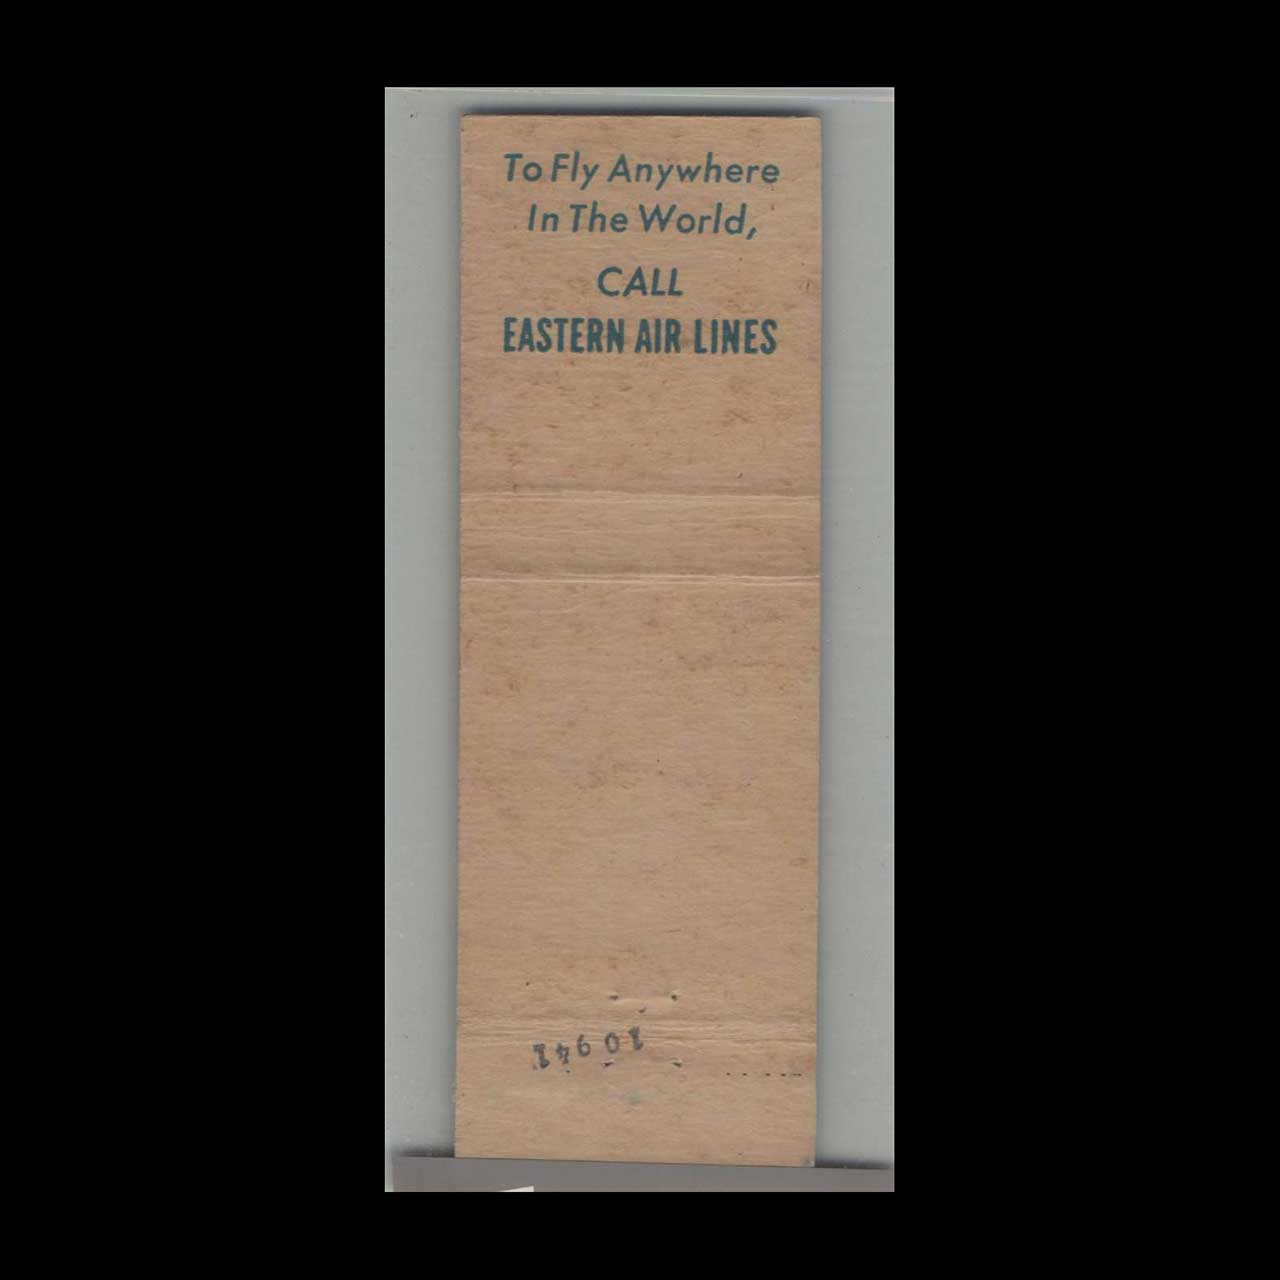 To Fly Anywhere
In The World,
CALL
EASTERN AIR LINES
10941